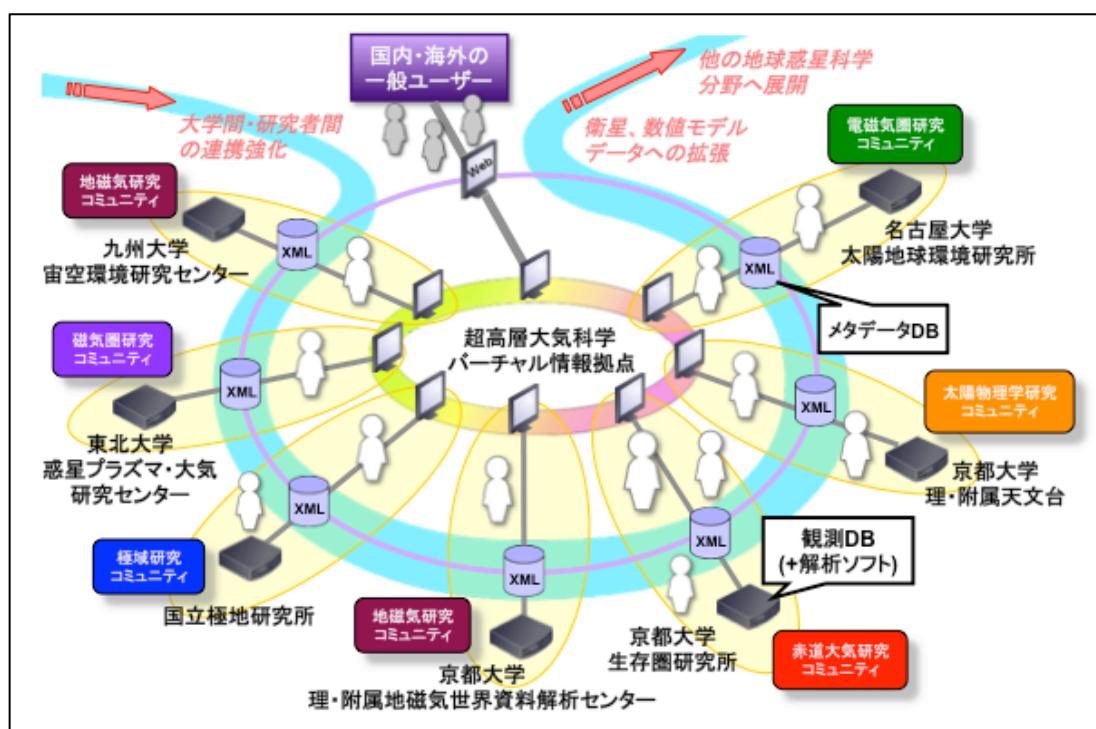 国内・海外の
一般ユーザー
他の地球惑星科学
分野へ展開
大学間・研究者間
の連携強化
衛星、数値モデル
データへの拡張
電磁気圏研究
コミュニティ
Web
地磁気研究
コミュニティ
九州大学
宙空環境研究センター
XML
名古屋大学
太陽地球環境研究所
XML
メタデータDB
超高層大気科学
バーチャル情報拠点
磁気圏研究
コミュニティ
XML
東北大学
惑星プラズマ・大気
研究センター
太陽物理学研究
コミュニティ
XML
京都大学
理・附属天文台
XML
極域研究
コミュニティ
国立極地研究所
XML
観測DB
(+解析ソフト)
XML
地磁気研究
コミュニティ
京都大学
理・附属地磁気世界資料解析センター
京都大学
生存圏研究所
赤道大気研究
コミュニティ